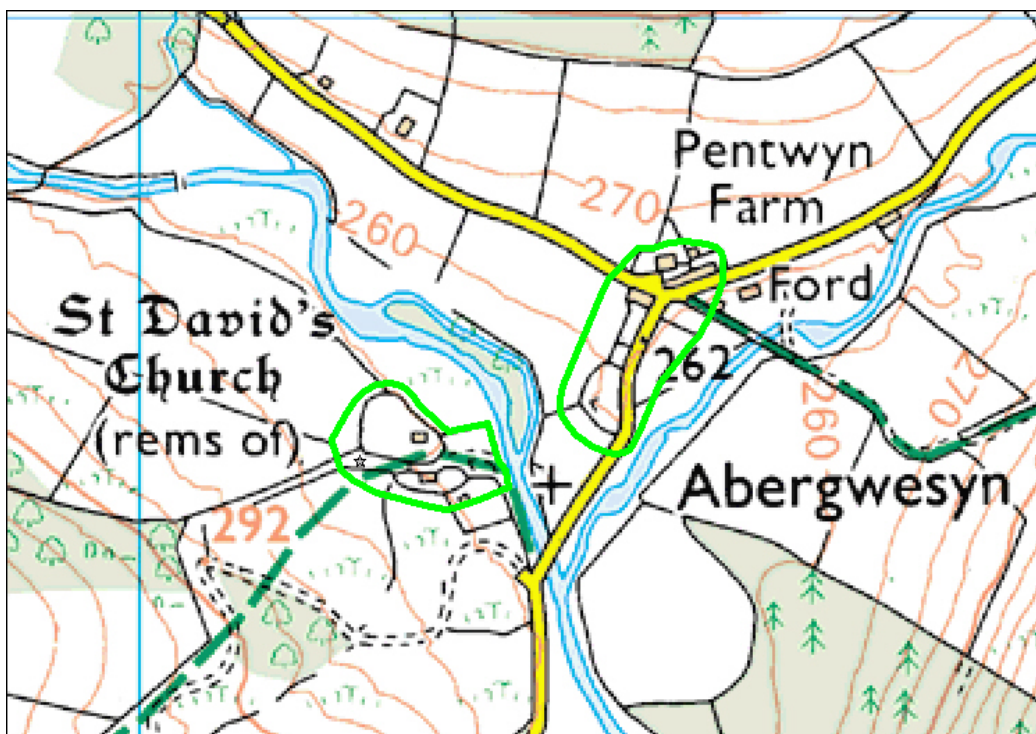 Pentwyn
Farm
270
260
Ford
St David's
Church
(rems of)
262
260
270
Abergwesyn
292